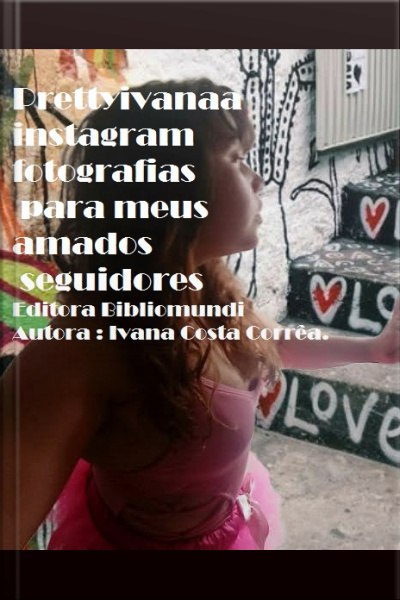 Prettyivanaa
instagram
fotografias
para meus
amados
seguidores
Editora Bibliomundi
Autora : Ivana Costa Corrêa.
LO
LOVE